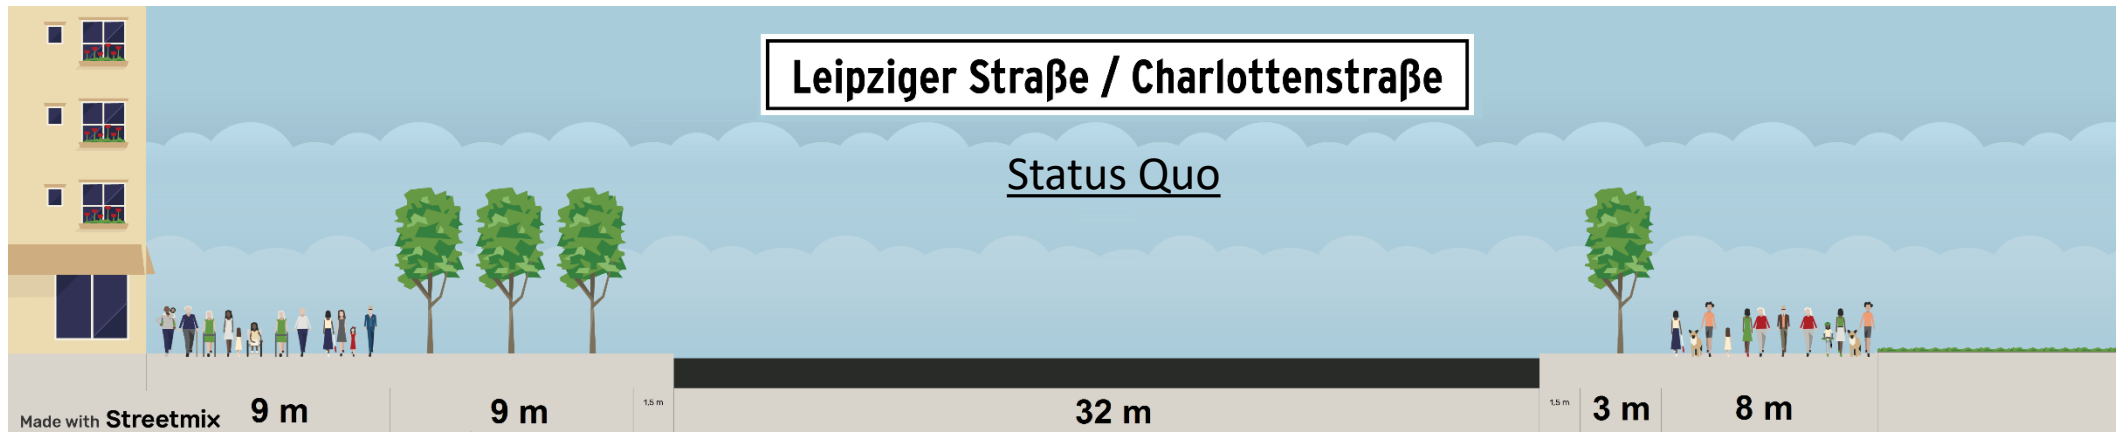 Leipziger Straße / Charlottenstraße
Status Quo
Made with Streetmix 9 m 9 m 1,5 m 32 m 1,5 m 3 m 8 m